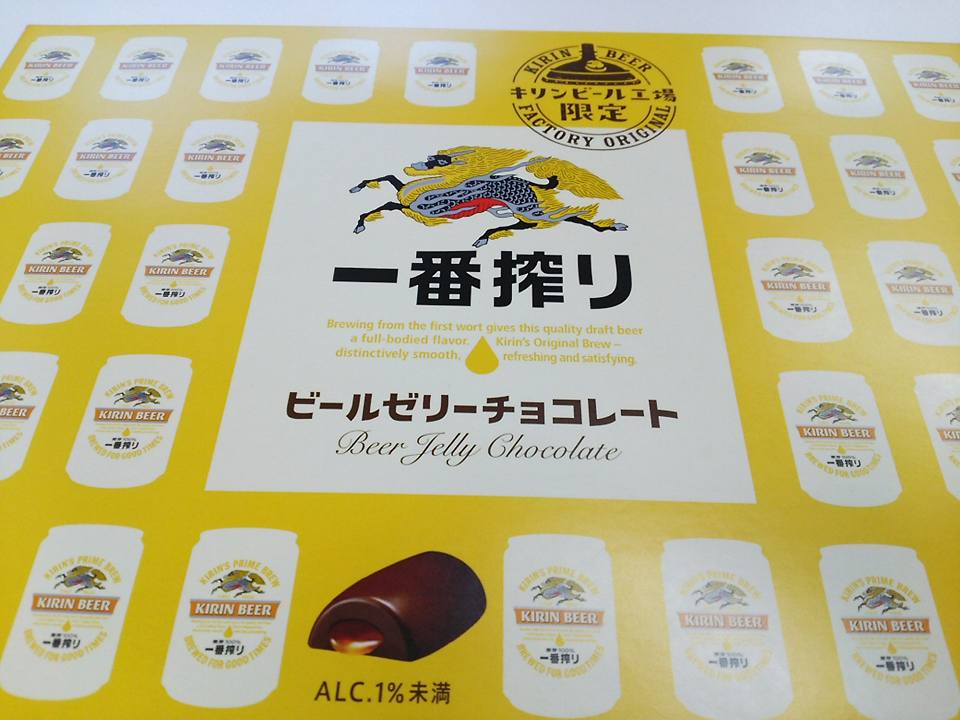 KIRIN BEER
キリンビール工場
限定
FACTORY ORIGINAL
一番搾り
Brewing from the first wort gives this quality draft beer
a full-bodied flavor. Kirin's Original Brew –
distinctively smooth, refreshing and satisfying.
ビールゼリーチョコレート
Beer Jelly Chocolate
KIRIN'S PRIME BREW
KIRIN BEER
一番搾り
BREWED FOR GOOD TIMES
ALC.1%未満